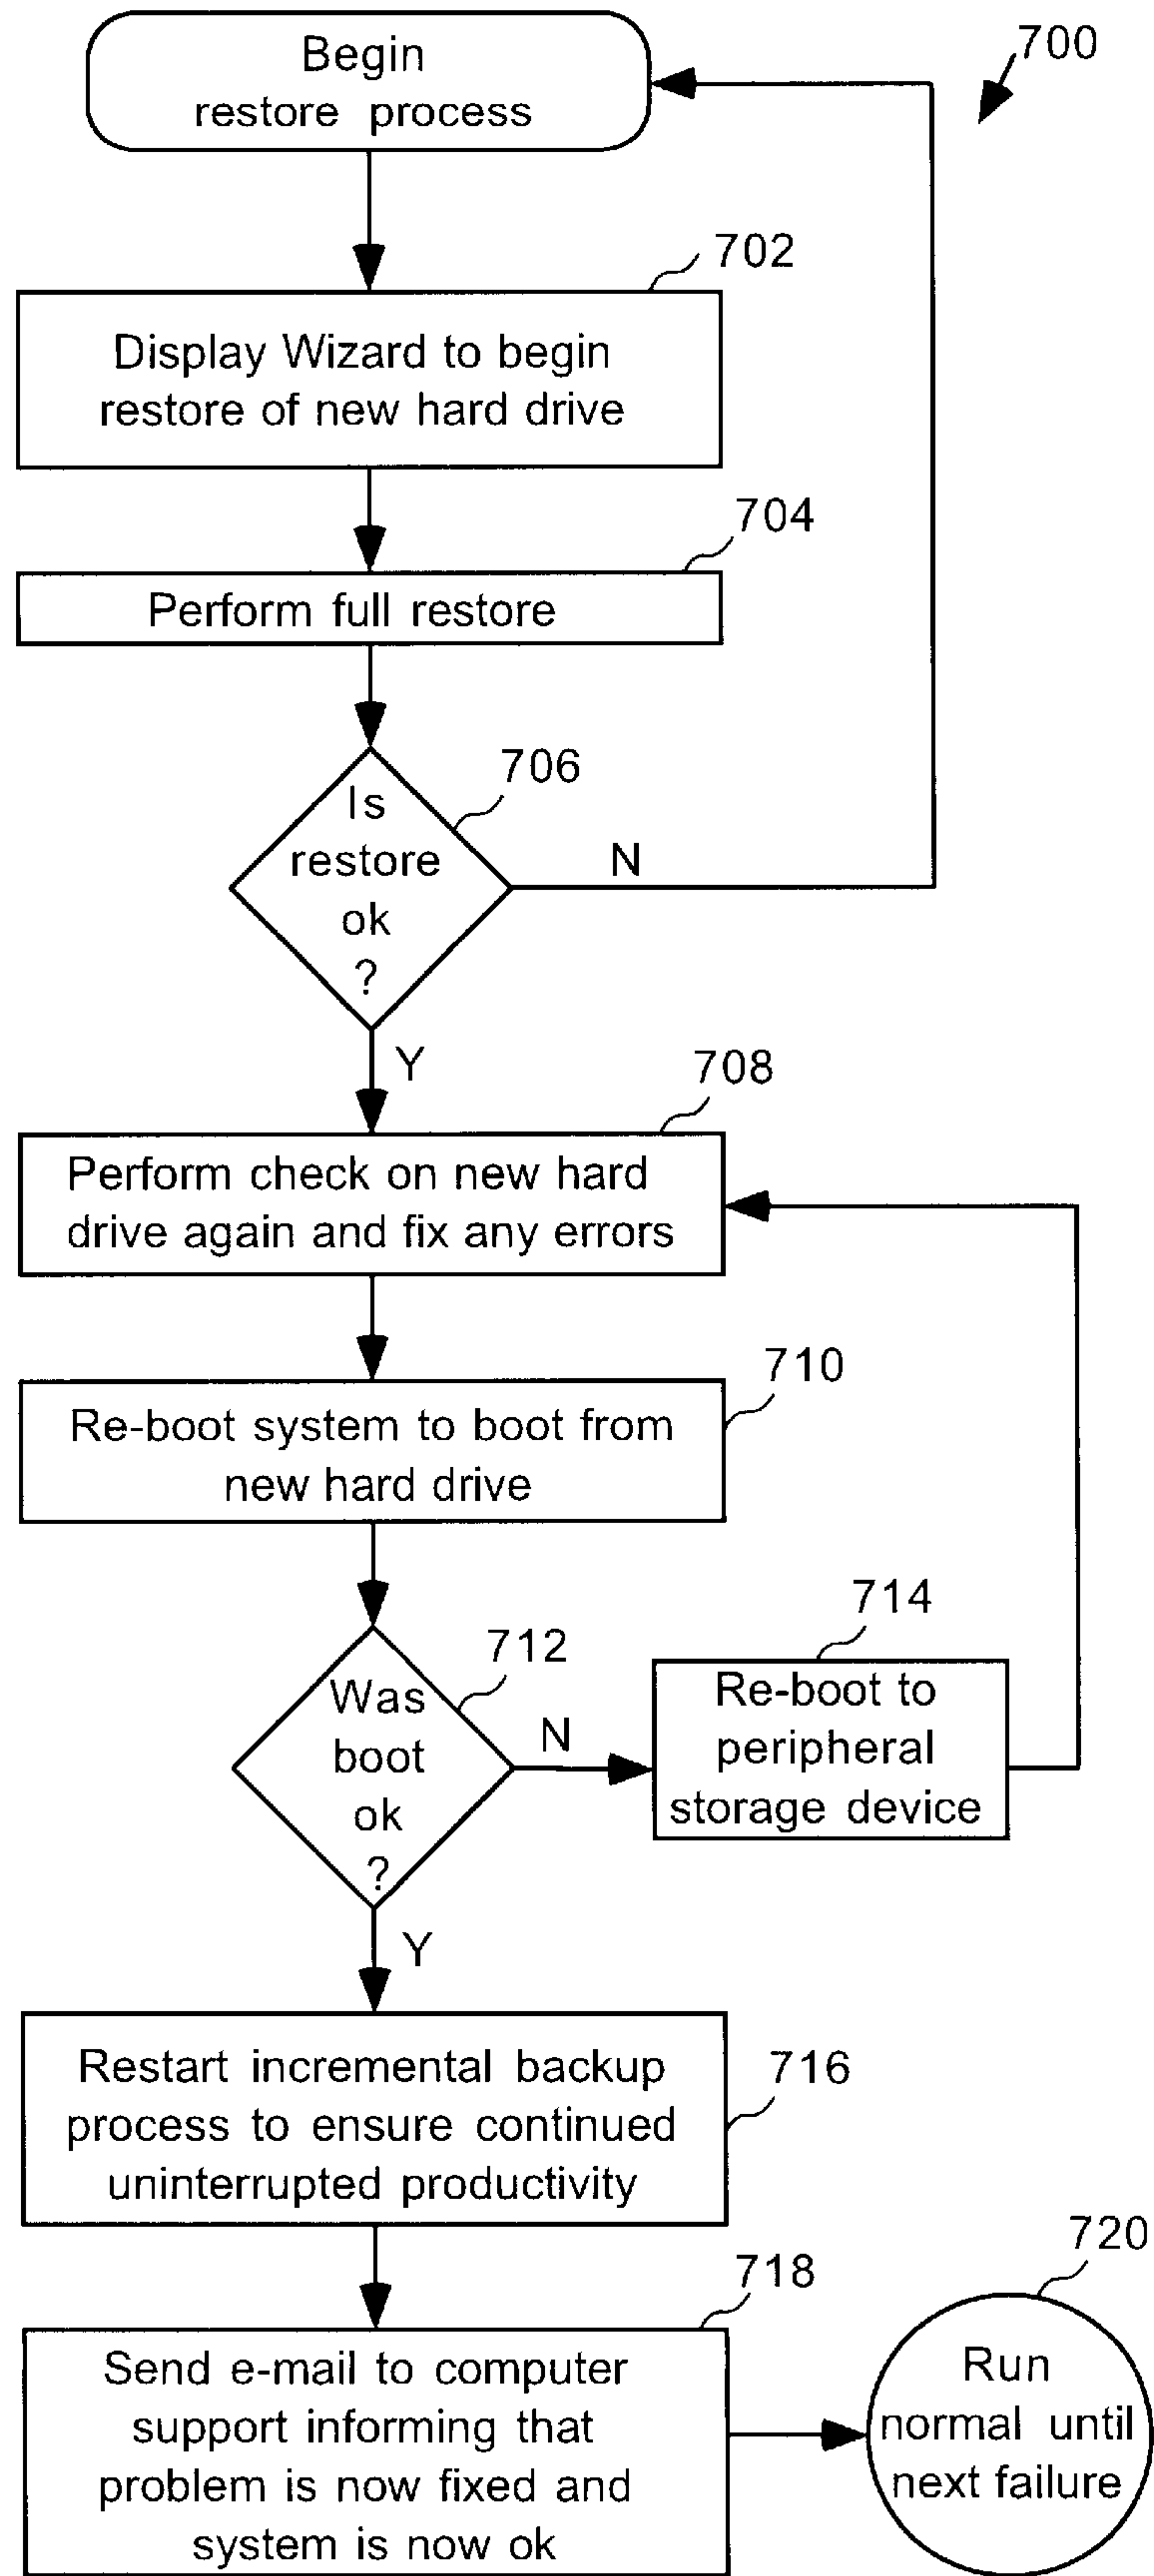 Begin
restore process
700
702
Display Wizard to begin
restore of new hard drive
704
Perform full restore
706
Is
restore
ok
?
N
Y
708
Perform check on new hard
drive again and fix any errors
710
Re-boot system to boot from
new hard drive
712
Was
boot
ok
?
N
714
Re-boot to
peripheral
storage device
Y
716
Restart incremental backup
process to ensure continued
uninterrupted productivity
718
Send e-mail to computer
support informing that
problem is now fixed and
system is now ok
720
Run
normal until
next failure